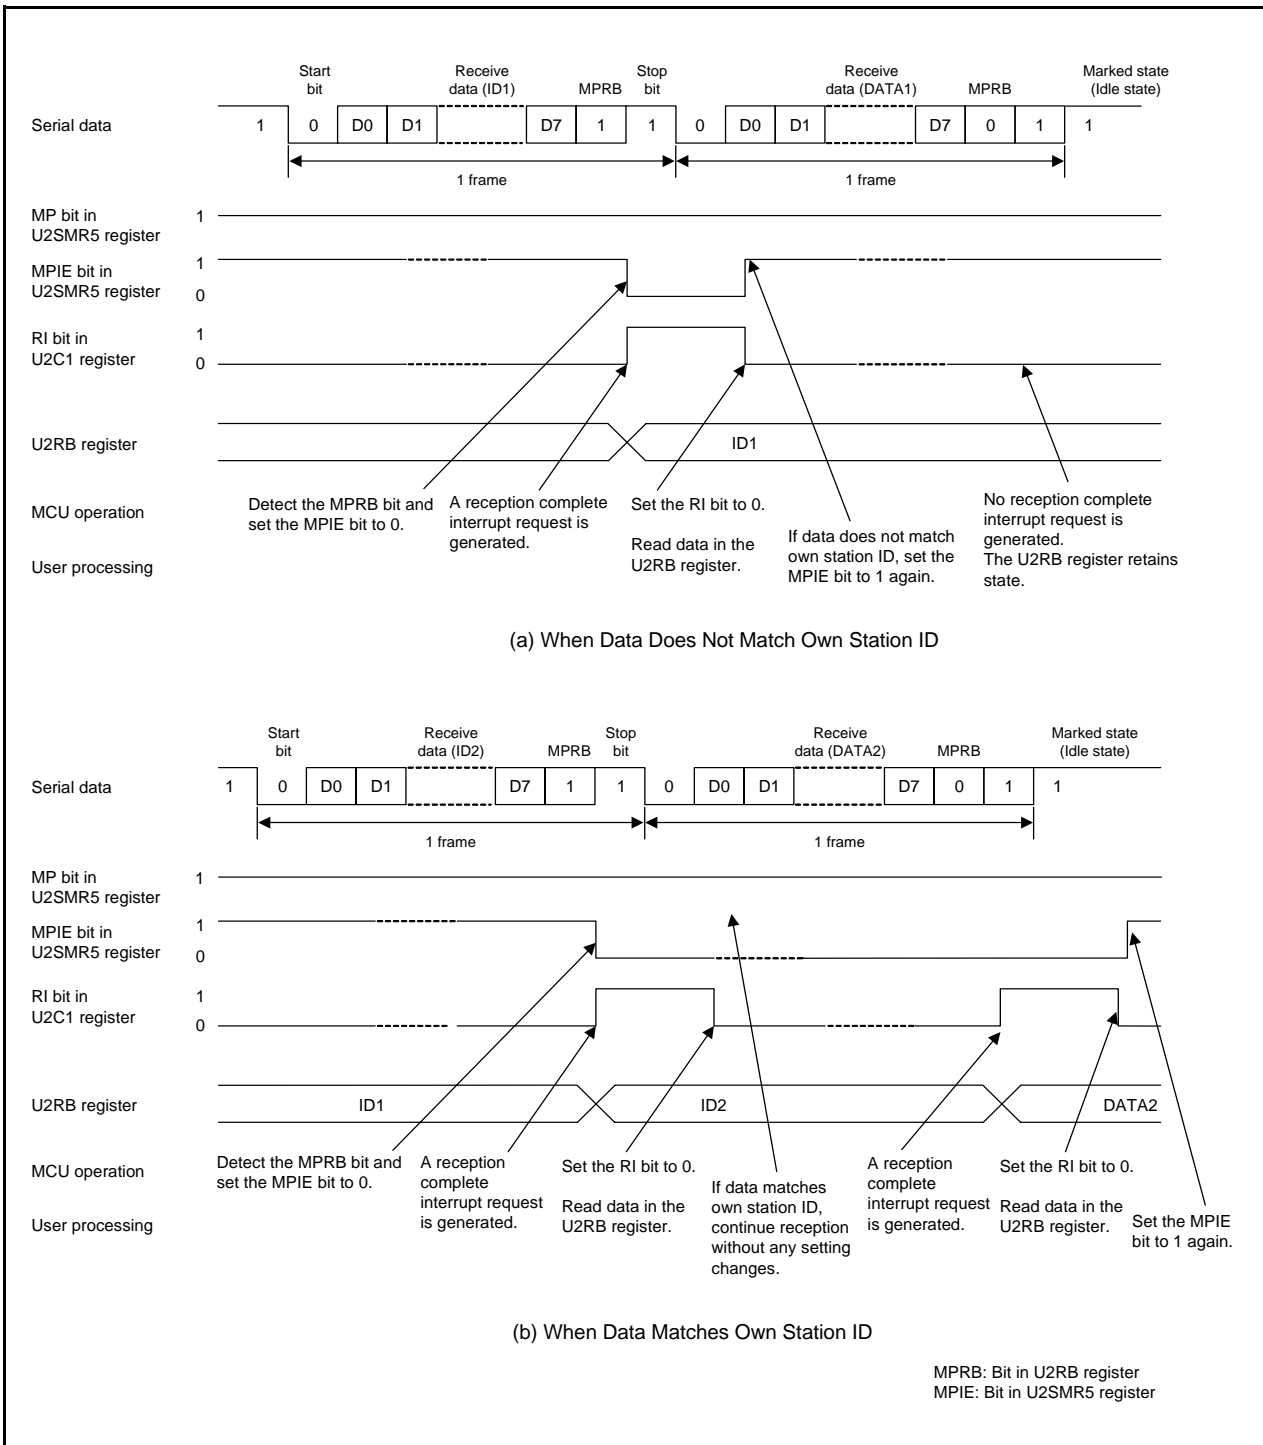 Start bit
Receive data (ID1)
MPRB
Stop bit
Receive data (DATA1)
MPRB
Marked state (Idle state)
Serial data
1 0 D0 D1 D7 1 1 0 D0 D1 D7 0 1 1
1 frame
1 frame
MP bit in
U2SMR5 register
1
MPIE bit in
U2SMR5 register
1
0
RI bit in
U2C1 register
1
0
U2RB register
ID1
MCU operation
User processing
Detect the MPRB bit and
set the MPIE bit to 0.
A reception complete
interrupt request is
generated.
Set the RI bit to 0.
Read data in the
U2RB register.
If data does not match
own station ID, set the
MPIE bit to 1 again.
No reception complete
interrupt request is
generated.
The U2RB register retains
state.
(a) When Data Does Not Match Own Station ID
Start bit
Receive data (ID2)
MPRB
Stop bit
Receive data (DATA2)
MPRB
Marked state (Idle state)
Serial data
1 0 D0 D1 D7 1 1 0 D0 D1 D7 0 1 1
1 frame
1 frame
MP bit in
U2SMR5 register
1
MPIE bit in
U2SMR5 register
1
0
RI bit in
U2C1 register
1
0
U2RB register
ID1
ID2
DATA2
MCU operation
User processing
Detect the MPRB bit and
set the MPIE bit to 0.
A reception
complete
interrupt request
is generated.
Set the RI bit to 0.
Read data in the
U2RB register.
If data matches
own station ID,
continue reception
without any setting
changes.
A reception
complete
interrupt request
is generated.
Set the RI bit to 0.
Read data in the
U2RB register.
Set the MPIE
bit to 1 again.
(b) When Data Matches Own Station ID
MPRB: Bit in U2RB register
MPIE: Bit in U2SMR5 register